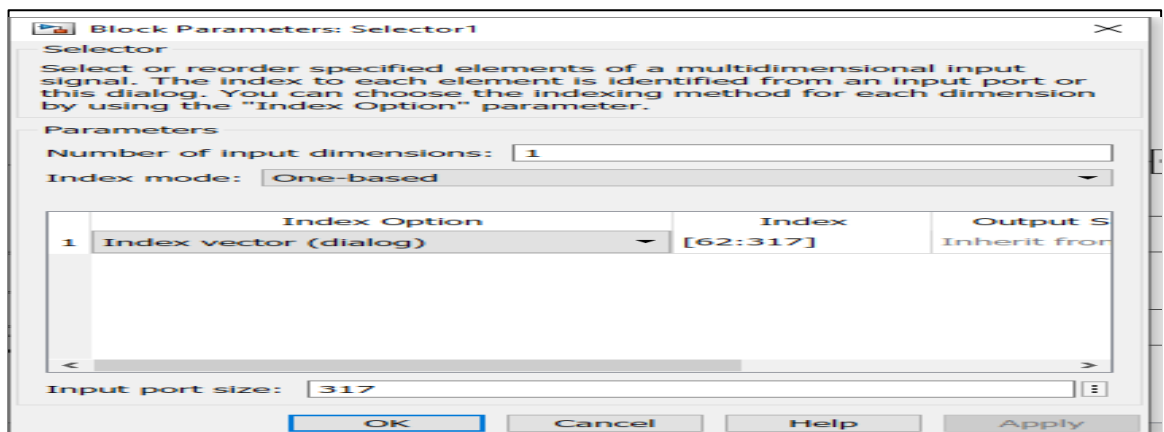 Block Parameters: Selector1
Selector
Select or reorder specified elements of a multidimensional input
signal. The index to each element is identified from an input port or
this dialog. You can choose the indexing method for each dimension
by using the "Index Option" parameter.
Parameters
Number of input dimensions: 1
Index mode: One-based
Index Option Index Output S
1 Index vector (dialog) [62:317] Inherit fror
Input port size: 317
OK Cancel Help Apply